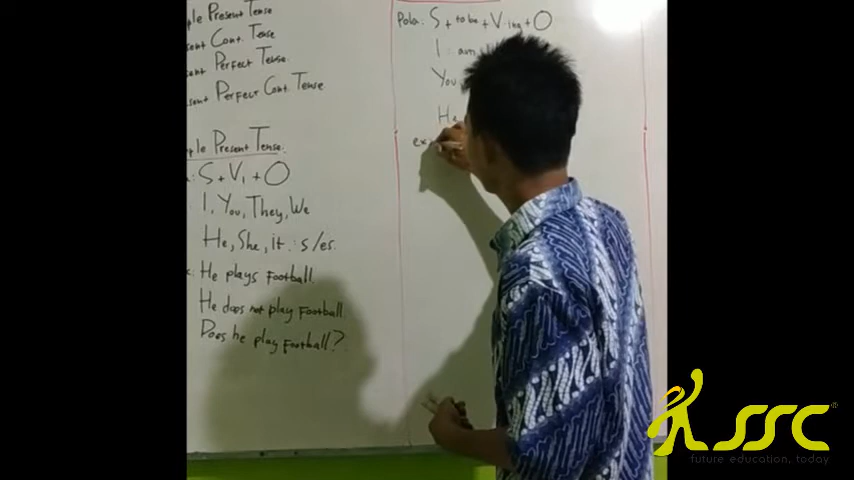 ple Present Tense
sent Cont. Tense
sent Perfect Tense.
sent Perfect Cont. Tense
ple Present Tense.
: S + V1 + O
I, You, They, We
He, She, it : s/es.
: He plays Football.
He does not play Football.
Does he play Football?
Pola: S + to be + V-ing + O
I : am
You
He
ex
SSC
future education, today